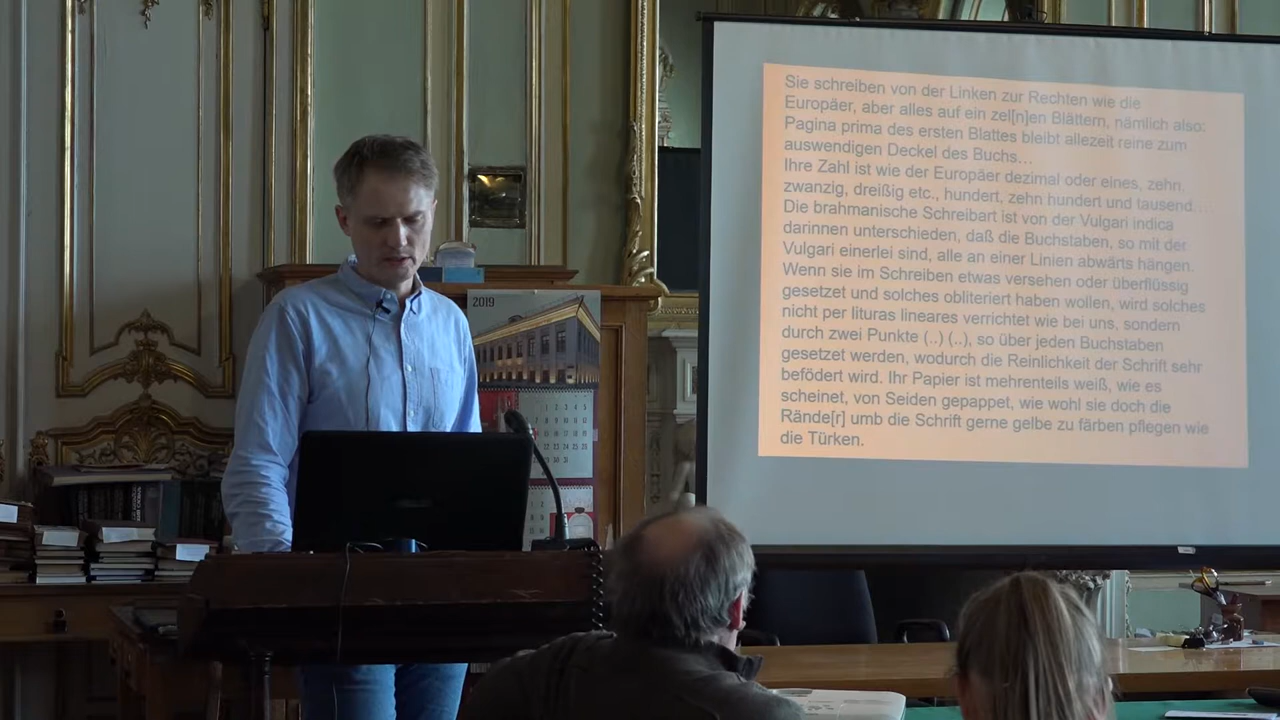 2019
Sie schreiben von der Linken zur Rechten wie die
Europäer, aber alles auf ein zel[n]en Blättern, nämlich also:
Pagina prima des ersten Blattes bleibt allezeit reine zum
auswendigen Deckel des Buchs…
Ihre Zahl ist wie der Europäer dezimal oder eines, zehn.
zwanzig, dreißig etc., hundert, zehn hundert und tausend….
Die brahmanische Schreibart ist von der Vulgari indica
darinnen unterschieden, daß die Buchstaben, so mit der
Vulgari einerlei sind, alle an einer Linien abwärts hängen.
Wenn sie im Schreiben etwas versehen oder überflüssig
gesetzet und solches obliteriert haben wollen, wird solches
nicht per lituras lineares verrichtet wie bei uns, sondern
durch zwei Punkte (..) (..), so über jeden Buchstaben
gesetzet werden, wodurch die Reinlichkeit der Schrift sehr
befödert wird. Ihr Papier ist mehrenteils weiß, wie es
scheinet, von Seiden gepappet, wie wohl sie doch die
Rände[r] umb die Schrift gerne gelbe zu färben pflegen wie
die Türken.